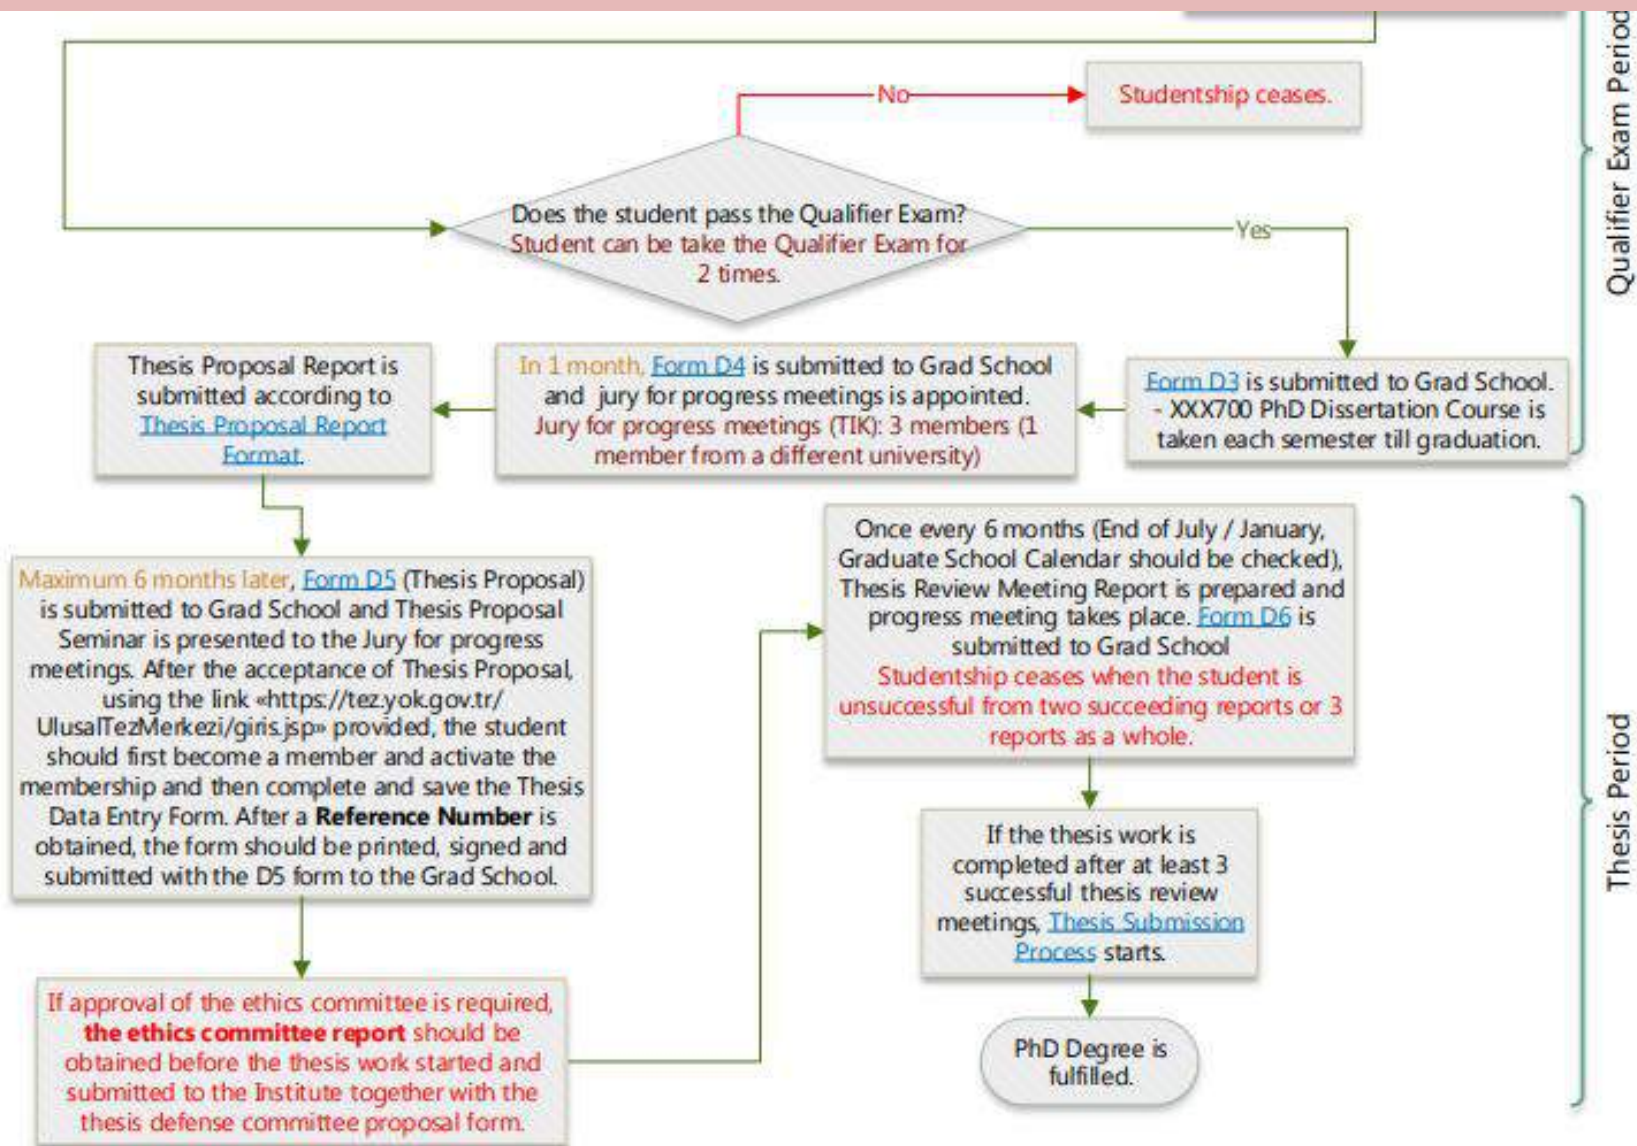 No
Studentship ceases.
Does the student pass the Qualifier Exam?
Student can be take the Qualifier Exam for
2 times.
Yes
Qualifier Exam Period
Form D3 is submitted to Grad School.
- XXX700 PhD Dissertation Course is
taken each semester till graduation.
In 1 month, Form D4 is submitted to Grad School
and jury for progress meetings is appointed.
Jury for progress meetings (TIK): 3 members (1
member from a different university)
Thesis Proposal Report is
submitted according to
Thesis Proposal Report
Format.
Maximum 6 months later, Form D5 (Thesis Proposal)
is submitted to Grad School and Thesis Proposal
Seminar is presented to the Jury for progress
meetings. After the acceptance of Thesis Proposal,
using the link «https://tez.yok.gov.tr/
UlusalTezMerkezi/giris.jsp» provided, the student
should first become a member and activate the
membership and then complete and save the Thesis
Data Entry Form. After a Reference Number is
obtained, the form should be printed, signed and
submitted with the D5 form to the Grad School.
If approval of the ethics committee is required,
the ethics committee report should be
obtained before the thesis work started and
submitted to the Institute together with the
thesis defense committee proposal form.
Once every 6 months (End of July / January,
Graduate School Calendar should be checked),
Thesis Review Meeting Report is prepared and
progress meeting takes place. Form D6 is
submitted to Grad School
Studentship ceases when the student is
unsuccessful from two succeeding reports or 3
reports as a whole.
If the thesis work is
completed after at least 3
successful thesis review
meetings, Thesis Submission
Process starts.
PhD Degree is
fulfilled.
Thesis Period